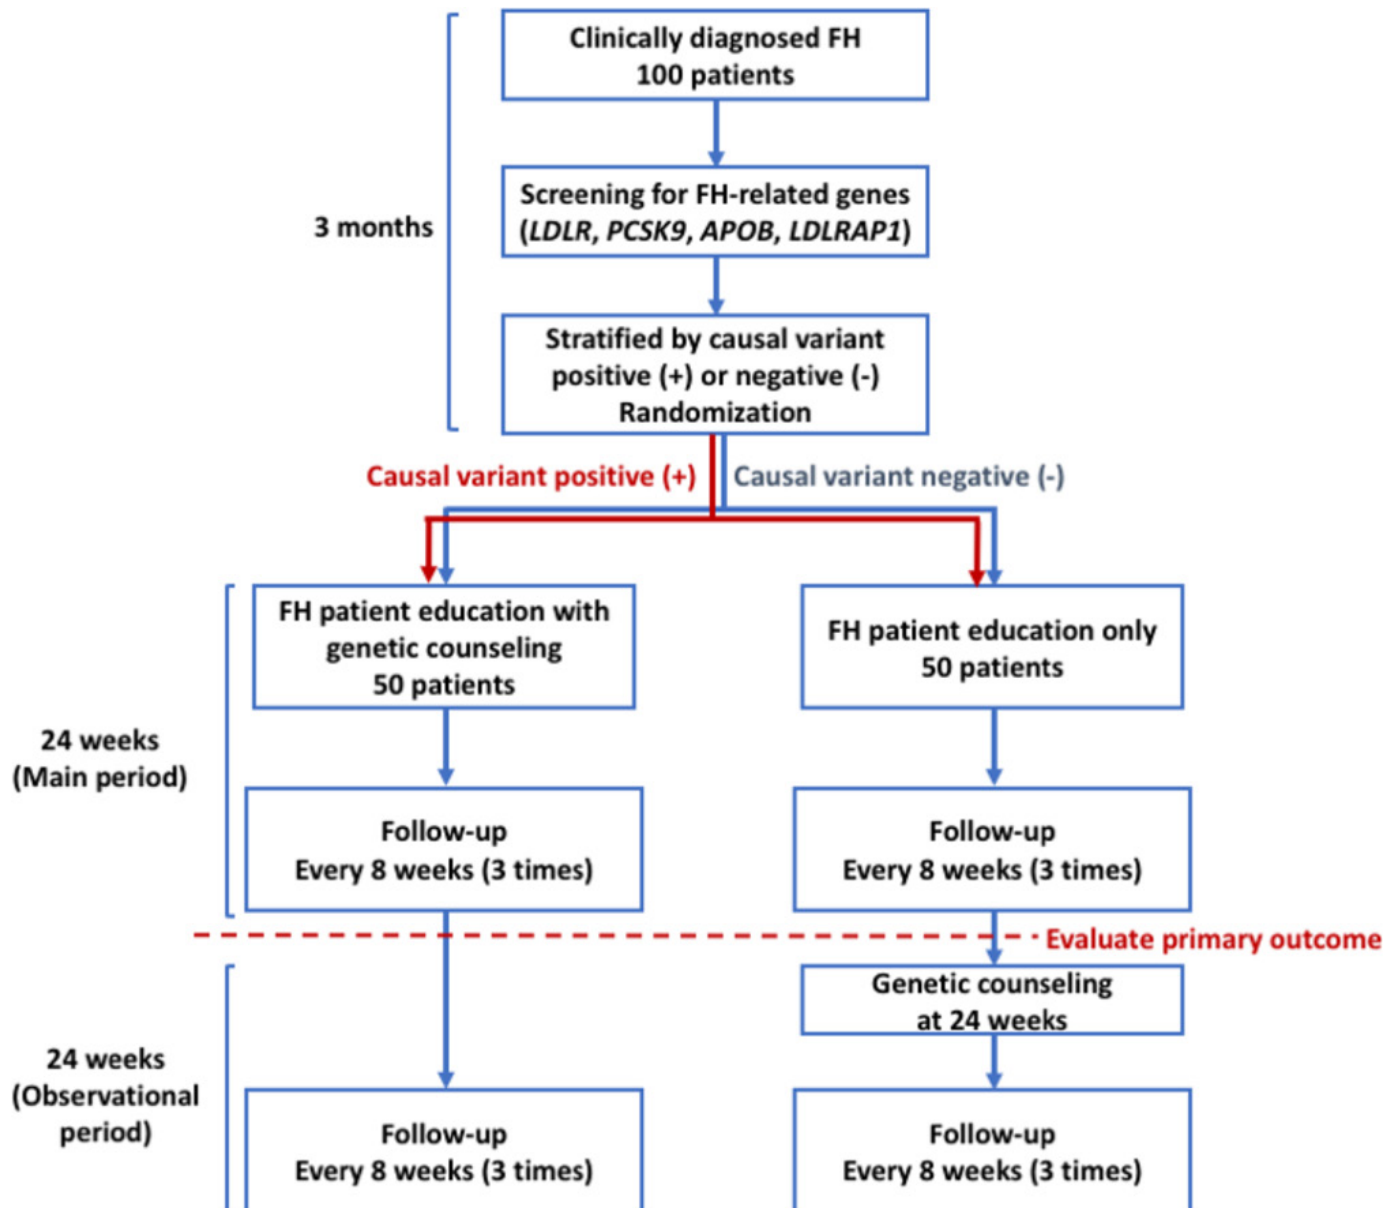 Clinically diagnosed FH
100 patients
3 months
Screening for FH-related genes
(LDLR, PCSK9, APOB, LDLRAP1)
Stratified by causal variant
positive (+) or negative (-)
Randomization
Causal variant positive (+)
Causal variant negative (-)
24 weeks
(Main period)
FH patient education with
genetic counseling
50 patients
FH patient education only
50 patients
Follow-up
Every 8 weeks (3 times)
Follow-up
Every 8 weeks (3 times)
Evaluate primary outcome
Genetic counseling
at 24 weeks
24 weeks
(Observational
period)
Follow-up
Every 8 weeks (3 times)
Follow-up
Every 8 weeks (3 times)